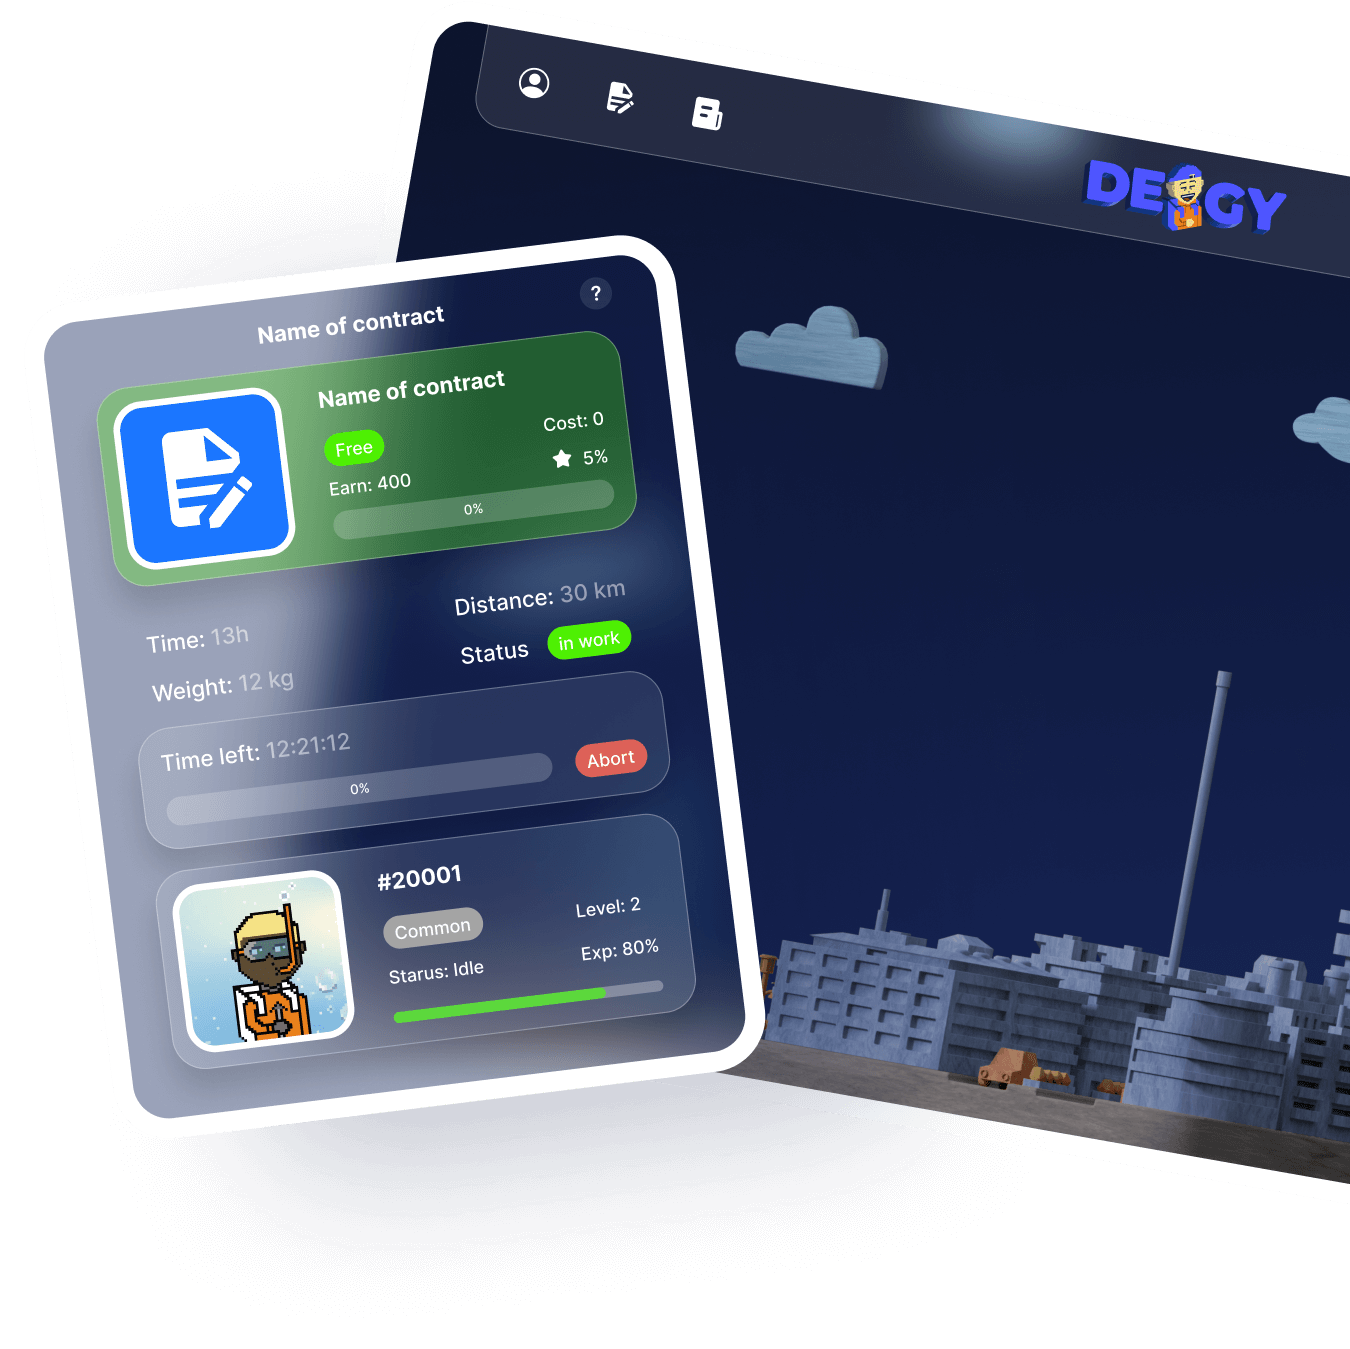 DE GY
Name of contract
?
Name of contract
Free
Cost: 0
5%
Earn: 400
0%
Time: 13h
Distance: 30 km
Weight: 12 kg
Status in work
Time left: 12:21:12
0%
Abort
#20001
Common
Level: 2
Starus: Idle
Exp: 80%